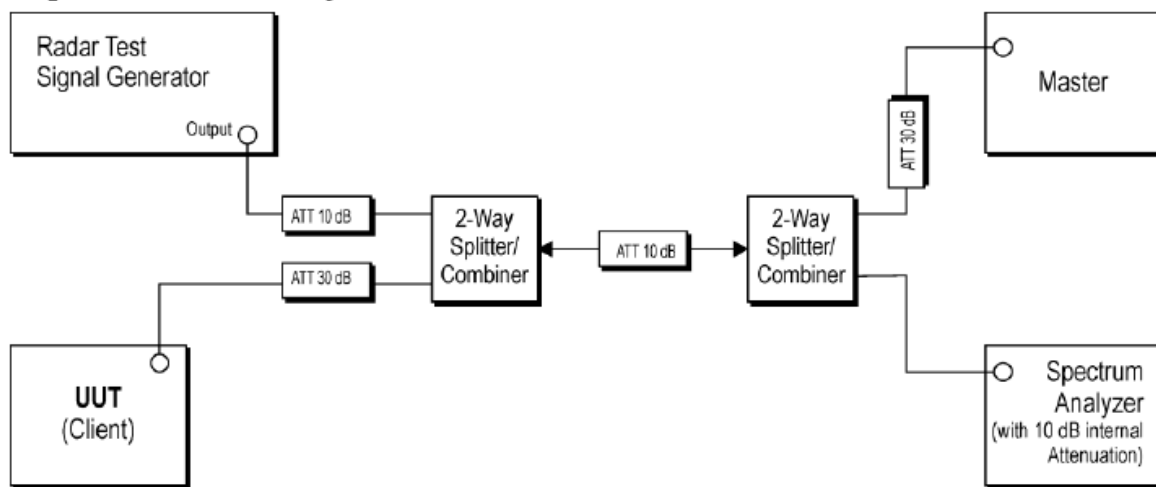 Radar Test
Signal Generator
Output
ATT 10 dB
ATT 30 dB
UUT
(Client)
2-Way
Splitter/
Combiner
ATT 10 dB
2-Way
Splitter/
Combiner
ATT 30 dB
Master
Spectrum
Analyzer
(with 10 dB internal
Attenuation)